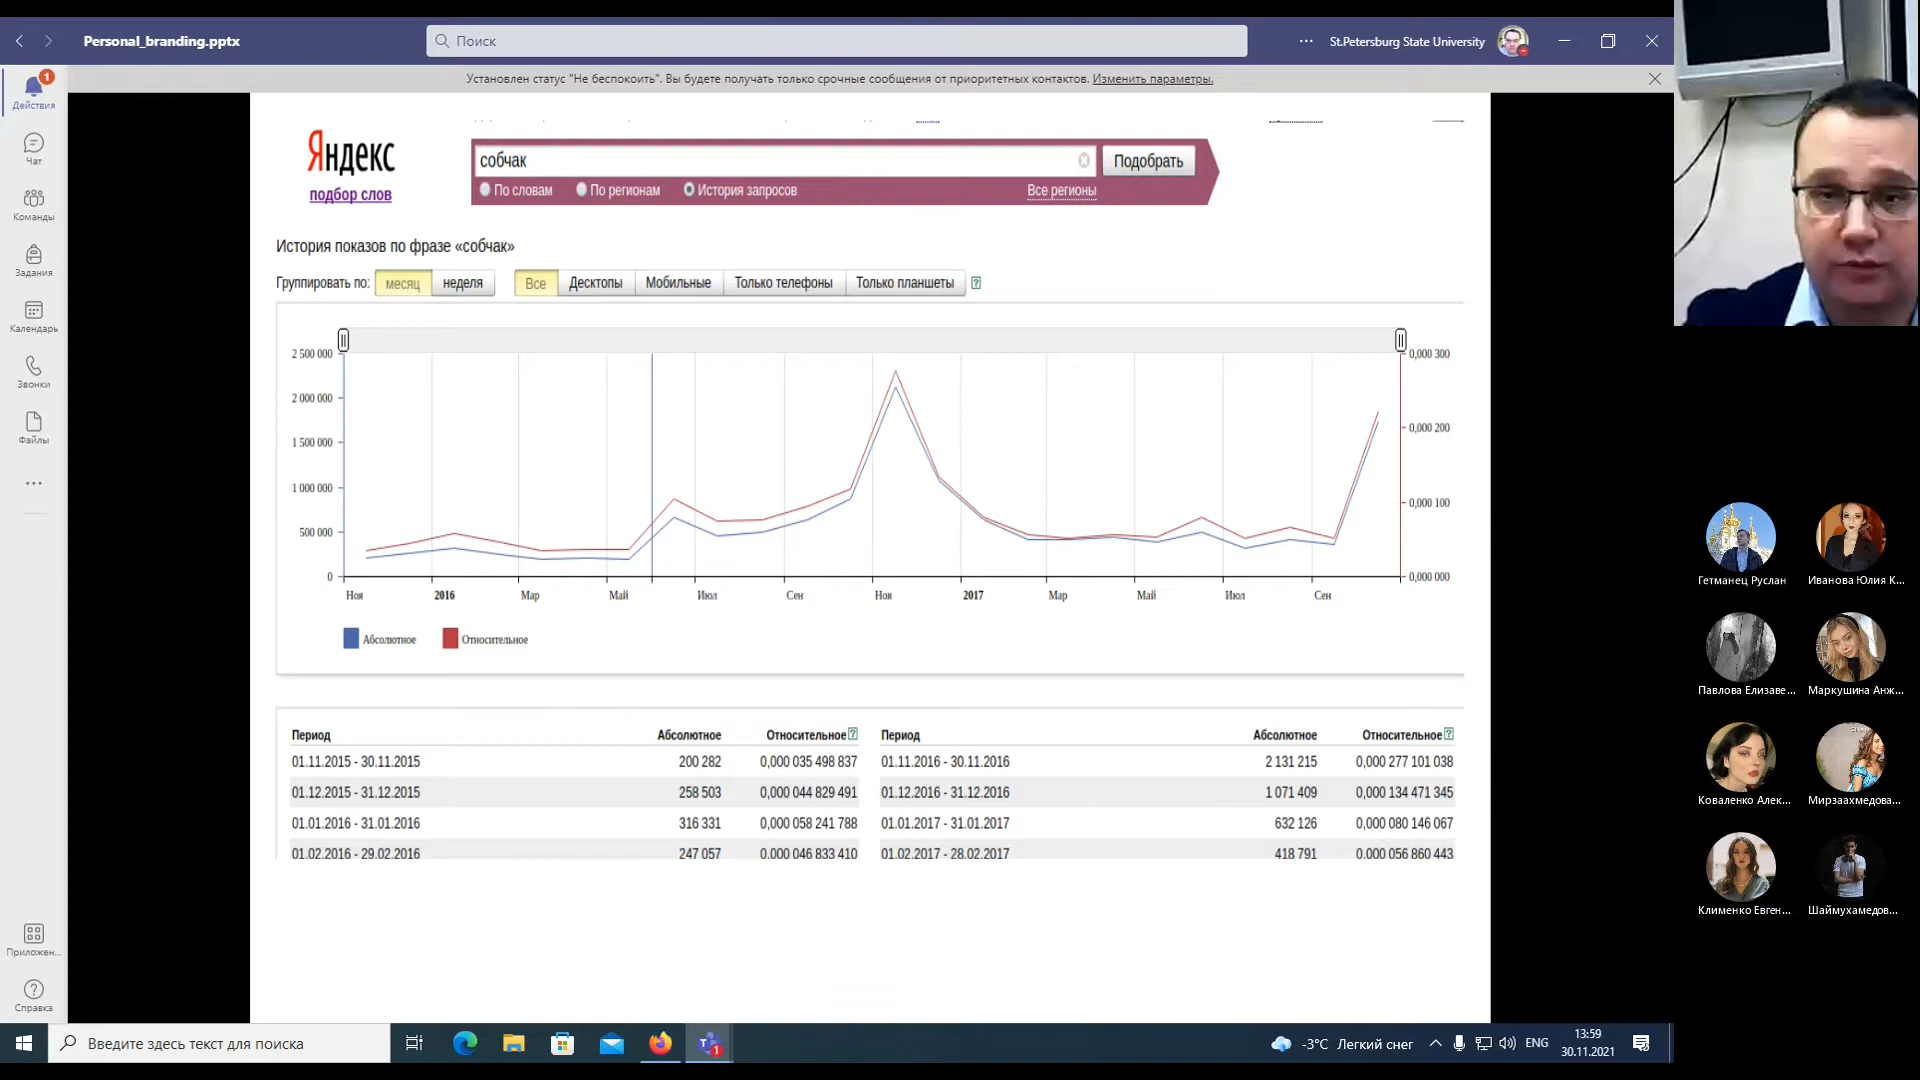 Personal_branding.pptx
Поиск
St.Petersburg State University
Установлен статус "Не беспокоить". Вы будете получать только срочные сообщения от приоритетных контактов. Изменить параметры.
1
Действия
Чат
Команды
Задания
Календарь
Звонки
Файлы
Приложен...
Справка
Яндекс
подбор слов
собчак
Подобрать
По словам
По регионам
История запросов
Все регионы
История показов по фразе «собчак»
Группировать по: месяц неделя Все Десктопы Мобильные Только телефоны Только планшеты ?
2 500 000 0,000 300
2 000 000
1 500 000 0,000 200
1 000 000 0,000 100
500 000
0 0,000 000
Ноя 2016 Мар Май Июл Сен Ноя 2017 Мар Май Июл Сен
Абсолютное Относительное
Период Абсолютное Относительное ? Период Абсолютное Относительное ?
01.11.2015 - 30.11.2015 200 282 0,000 035 498 837 01.11.2016 - 30.11.2016 2 131 215 0,000 277 101 038
01.12.2015 - 31.12.2015 258 503 0,000 044 829 491 01.12.2016 - 31.12.2016 1 071 409 0,000 134 471 345
01.01.2016 - 31.01.2016 316 331 0,000 058 241 788 01.01.2017 - 31.01.2017 632 126 0,000 080 146 067
01.02.2016 - 29.02.2016 247 057 0,000 046 833 410 01.02.2017 - 28.02.2017 418 791 0,000 056 860 443
Гетманец Руслан
Иванова Юлия К...
Павлова Елизаве...
Маркушина Анж...
Коваленко Алек...
Мирзаахмедова...
Клименко Евген...
Шаймухамедов...
Введите здесь текст для поиска
1
-3°C Легкий снег
ENG
13:59
30.11.2021